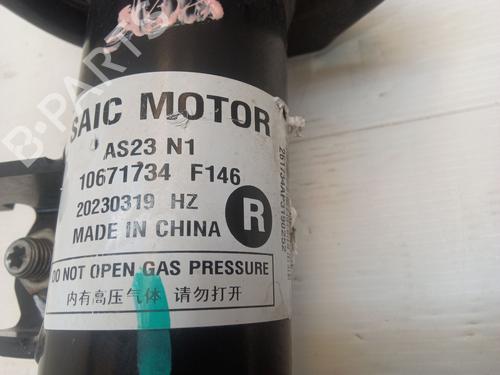 B-PARTS
SAIC MOTOR
AS23 N1
10671734 F146
20230319 HZ
R
MADE IN CHINA
DO NOT OPEN GAS PRESSURE
内有高压气体 请勿打开